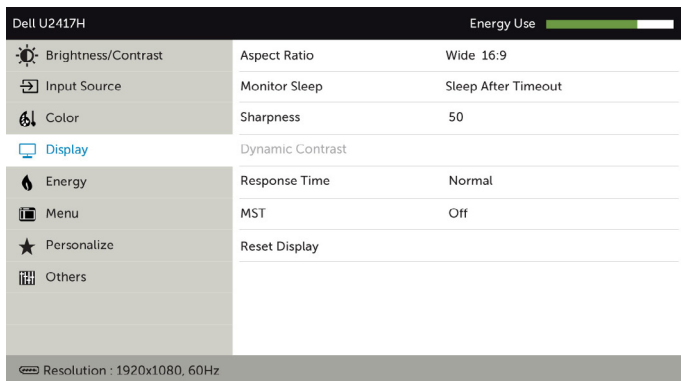 Dell U2417H Energy Use
Brightness/Contrast Aspect Ratio Wide 16:9
Input Source Monitor Sleep Sleep After Timeout
Color Sharpness 50
Display Dynamic Contrast
Energy Response Time Normal
Menu MST Off
Personalize Reset Display
Others
Resolution : 1920x1080, 60Hz